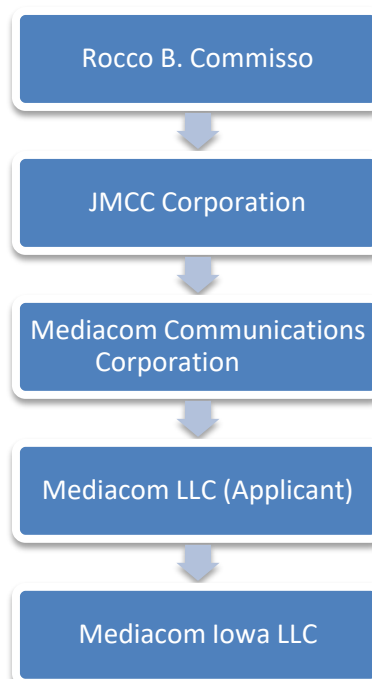 Rocco B. Commisso
JMCC Corporation
Mediacom Communications
Corporation
Mediacom LLC (Applicant)
Mediacom Iowa LLC